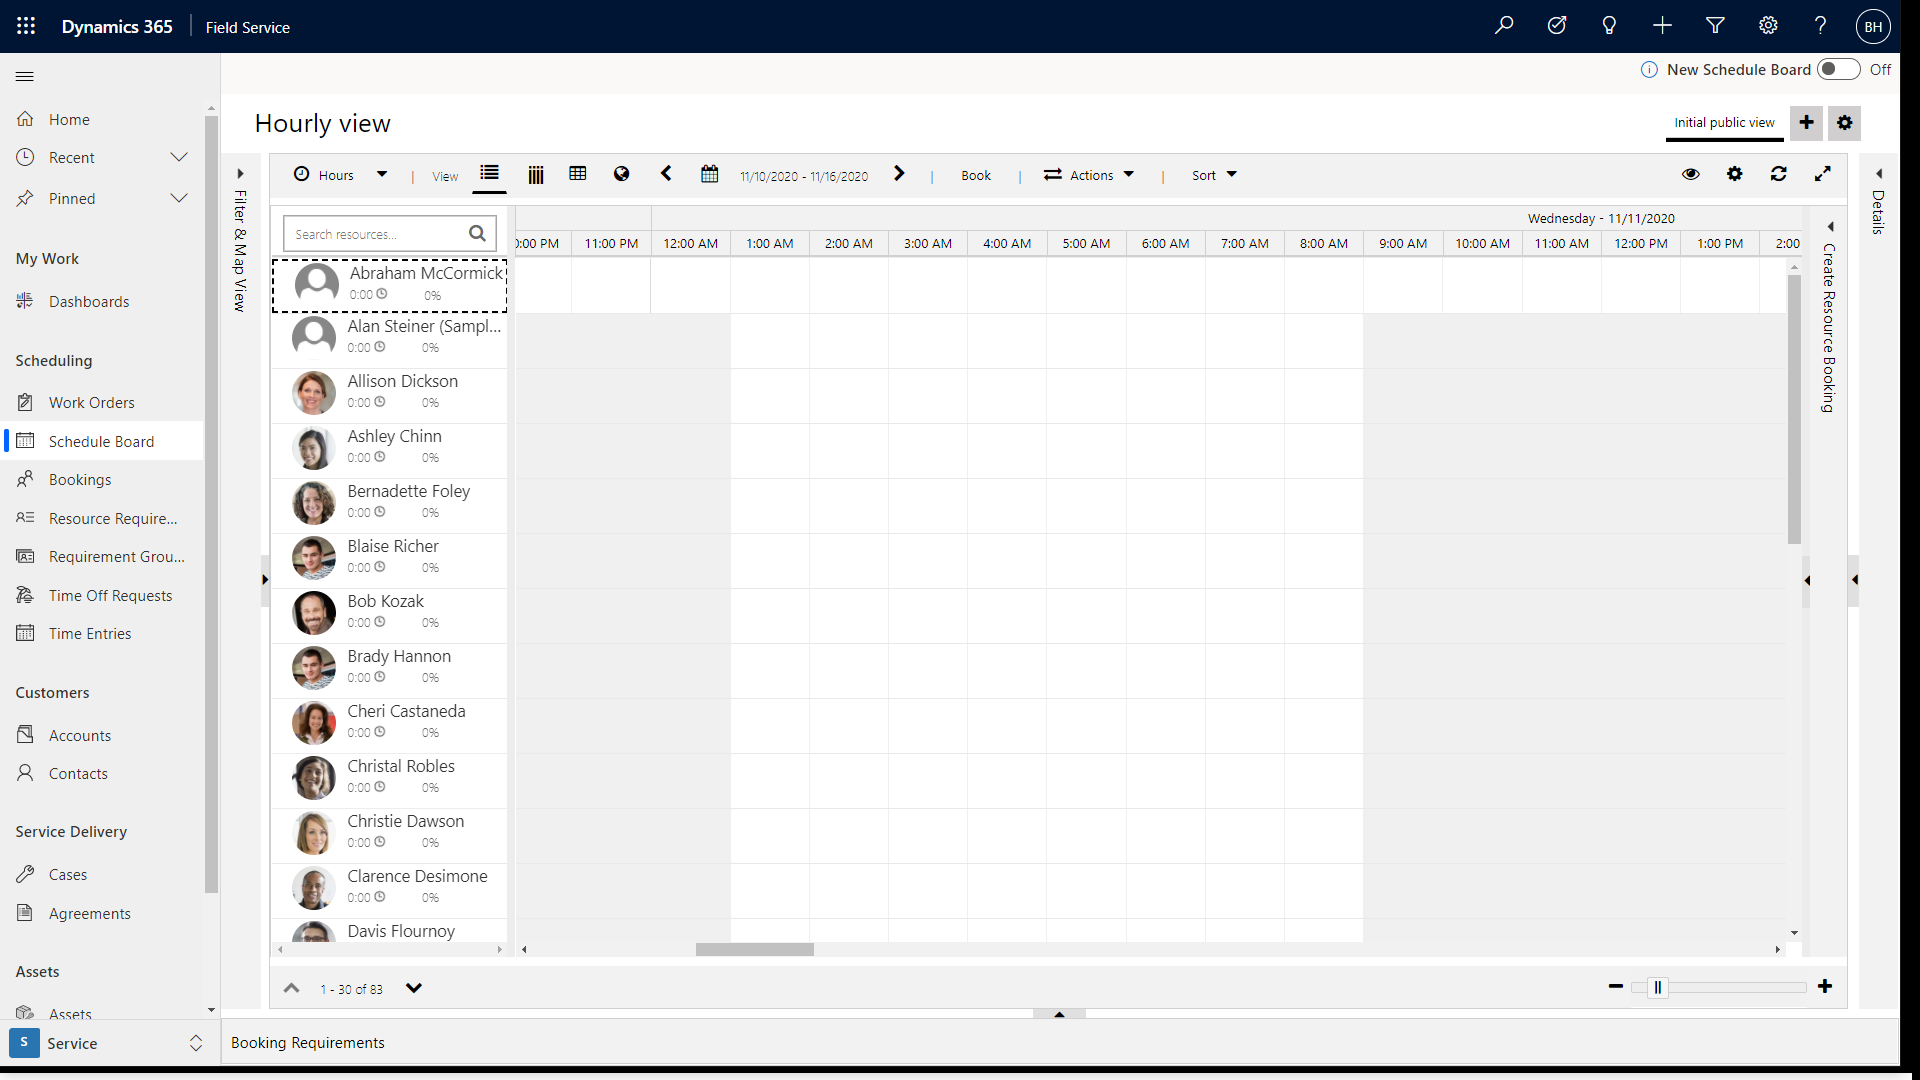 Dynamics 365
Field Service
BH
New Schedule Board
Off
Home
Recent
Pinned
My Work
Dashboards
Scheduling
Work Orders
Schedule Board
Bookings
Resource Require...
Requirement Grou...
Time Off Requests
Time Entries
Customers
Accounts
Contacts
Service Delivery
Cases
Agreements
Assets
Assets
S
Service
Hourly view
Initial public view
Filter & Map View
Hours
View
11/10/2020 - 11/16/2020
Book
Actions
Sort
Search resources...
Wednesday - 11/11/2020
0:00 PM 11:00 PM 12:00 AM 1:00 AM 2:00 AM 3:00 AM 4:00 AM 5:00 AM 6:00 AM 7:00 AM 8:00 AM 9:00 AM 10:00 AM 11:00 AM 12:00 PM 1:00 PM 2:00
Abraham McCormick
0:00 0%
Alan Steiner (Sampl...
0:00 0%
Allison Dickson
0:00 0%
Ashley Chinn
0:00 0%
Bernadette Foley
0:00 0%
Blaise Richer
0:00 0%
Bob Kozak
0:00 0%
Brady Hannon
0:00 0%
Cheri Castaneda
0:00 0%
Christal Robles
0:00 0%
Christie Dawson
0:00 0%
Clarence Desimone
0:00 0%
Davis Flournoy
1 - 30 of 83
Create Resource Booking
Details
Booking Requirements